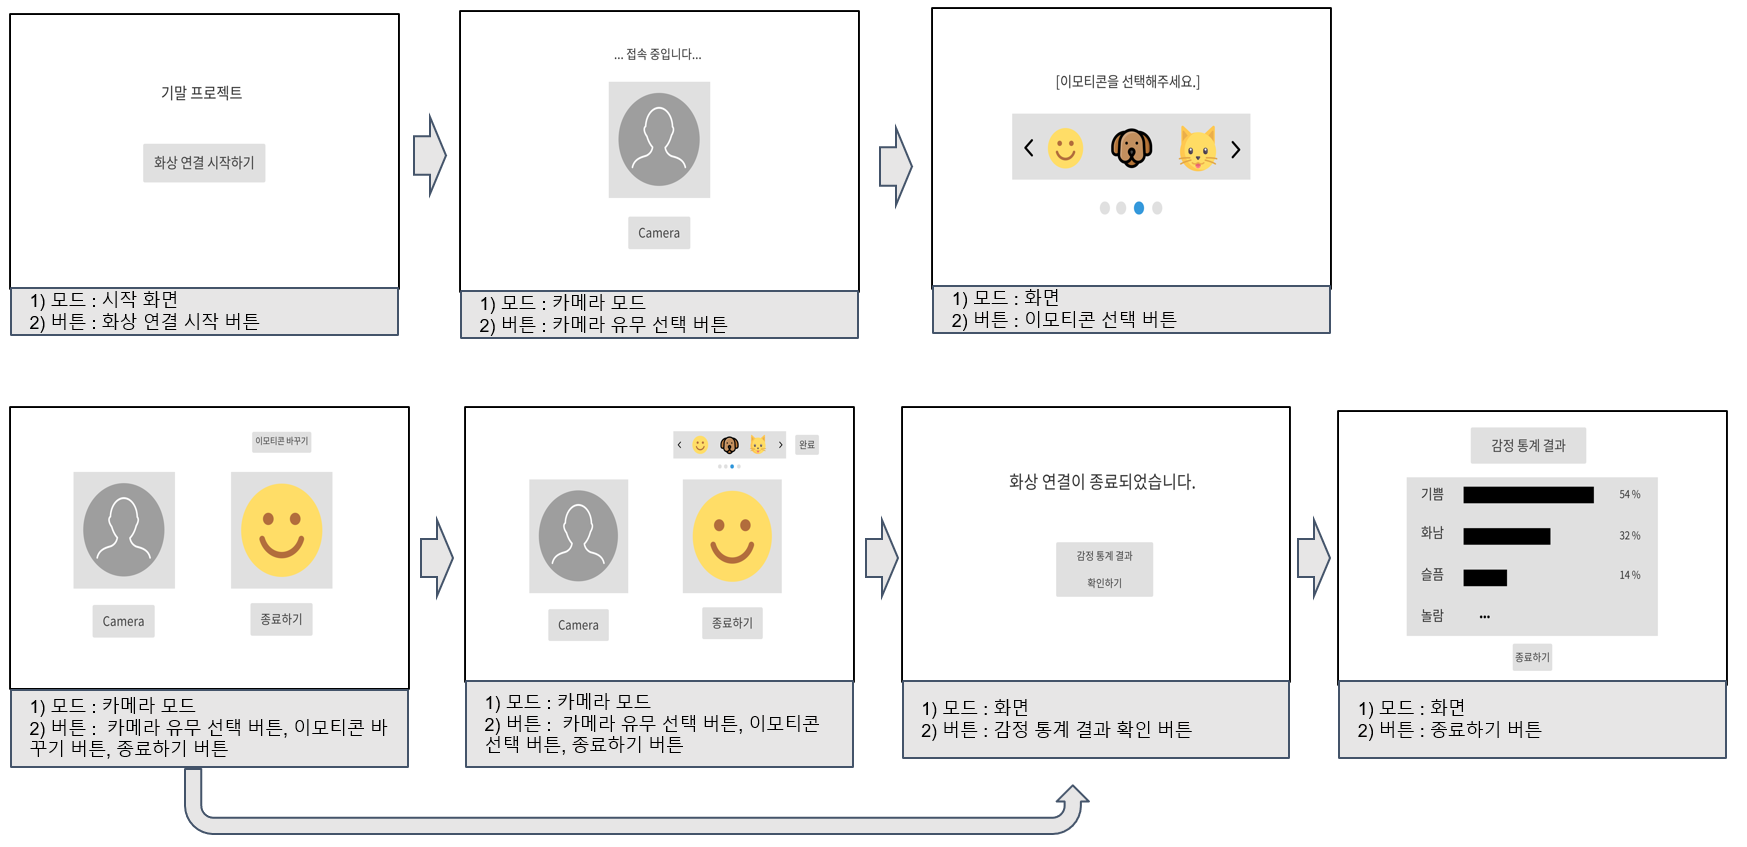 기말 프로젝트
화상 연결 시작하기
1) 모드 : 시작 화면
2) 버튼 : 화상 연결 시작 버튼
... 접속 중입니다...
Camera
1) 모드 : 카메라 모드
2) 버튼 : 카메라 유무 선택 버튼
[이모티콘을 선택해주세요.]
1) 모드 : 화면
2) 버튼 : 이모티콘 선택 버튼
이모티콘 바꾸기
Camera
종료하기
1) 모드 : 카메라 모드
2) 버튼 : 카메라 유무 선택 버튼, 이모티콘 바
꾸기 버튼, 종료하기 버튼
완료
Camera
종료하기
1) 모드 : 카메라 모드
2) 버튼 : 카메라 유무 선택 버튼, 이모티콘
선택 버튼, 종료하기 버튼
화상 연결이 종료되었습니다.
감정 통계 결과
확인하기
1) 모드 : 화면
2) 버튼 : 감정 통계 결과 확인 버튼
감정 통계 결과
기쁨 54 %
화남 32 %
슬픔 14 %
놀람 ...
종료하기
1) 모드 : 화면
2) 버튼 : 종료하기 버튼